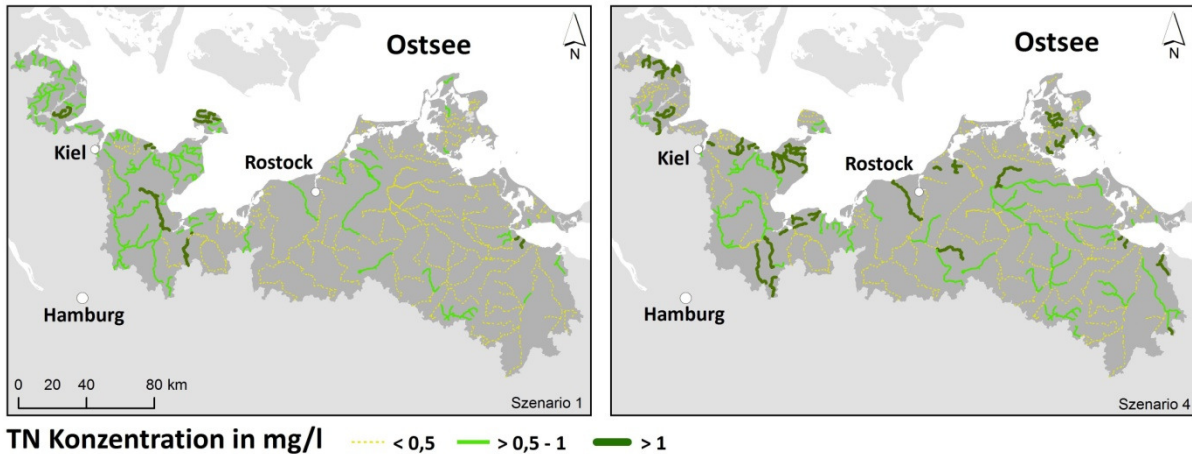 Ostsee
N
Kiel
Rostock
Hamburg
0 20 40 80 km
Szenario 1
Ostsee
N
Kiel
Rostock
Hamburg
Szenario 4
TN Konzentration in mg/l < 0,5 > 0,5 - 1 > 1